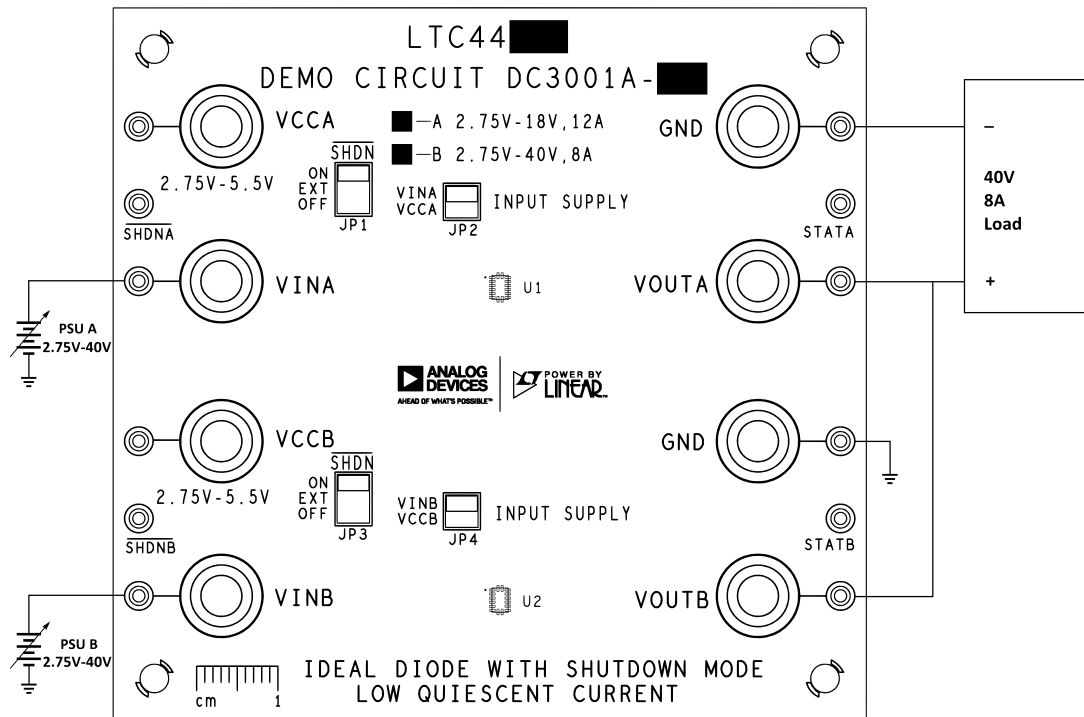 LTC44
DEMO CIRCUIT DC3001A-
VCCA
2.75V-5.5V
—A 2.75V-18V,12A
—B 2.75V-40V,8A
GND
SHDN
ON
EXT
OFF
JP1
VINA
VCCA
JP2
INPUT SUPPLY
SHDNA
STATA
VINA
U1
VOUTA
–
40V
8A
Load
+
PSU A
2.75V-40V
ANALOG
DEVICES
AHEAD OF WHAT'S POSSIBLE™
POWER BY
LINEAR™
VCCB
2.75V-5.5V
GND
SHDN
ON
EXT
OFF
JP3
VINB
VCCB
JP4
INPUT SUPPLY
SHDNB
STATB
VINB
U2
VOUTB
PSU B
2.75V-40V
IDEAL DIODE WITH SHUTDOWN MODE
LOW QUIESCENT CURRENT
cm 1